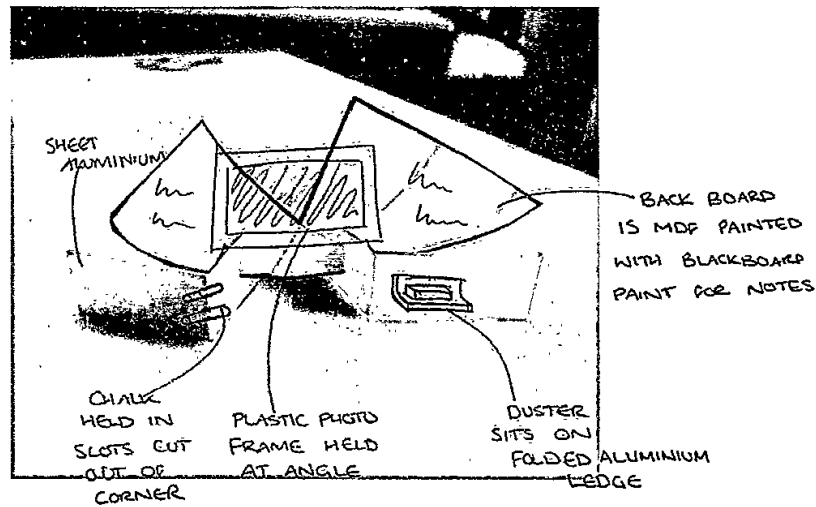 SHEET
ALUMINIUM
BACK BOARD
IS MDF PAINTED
WITH BLACKBOARD
PAINT FOR NOTES
CHALK
HELD IN
SLOTS CUT
OUT OF
CORNER
PLASTIC PHOTO
FRAME HELD
AT ANGLE
DUSTER
SITS ON
FOLDED ALUMINIUM
LEDGE